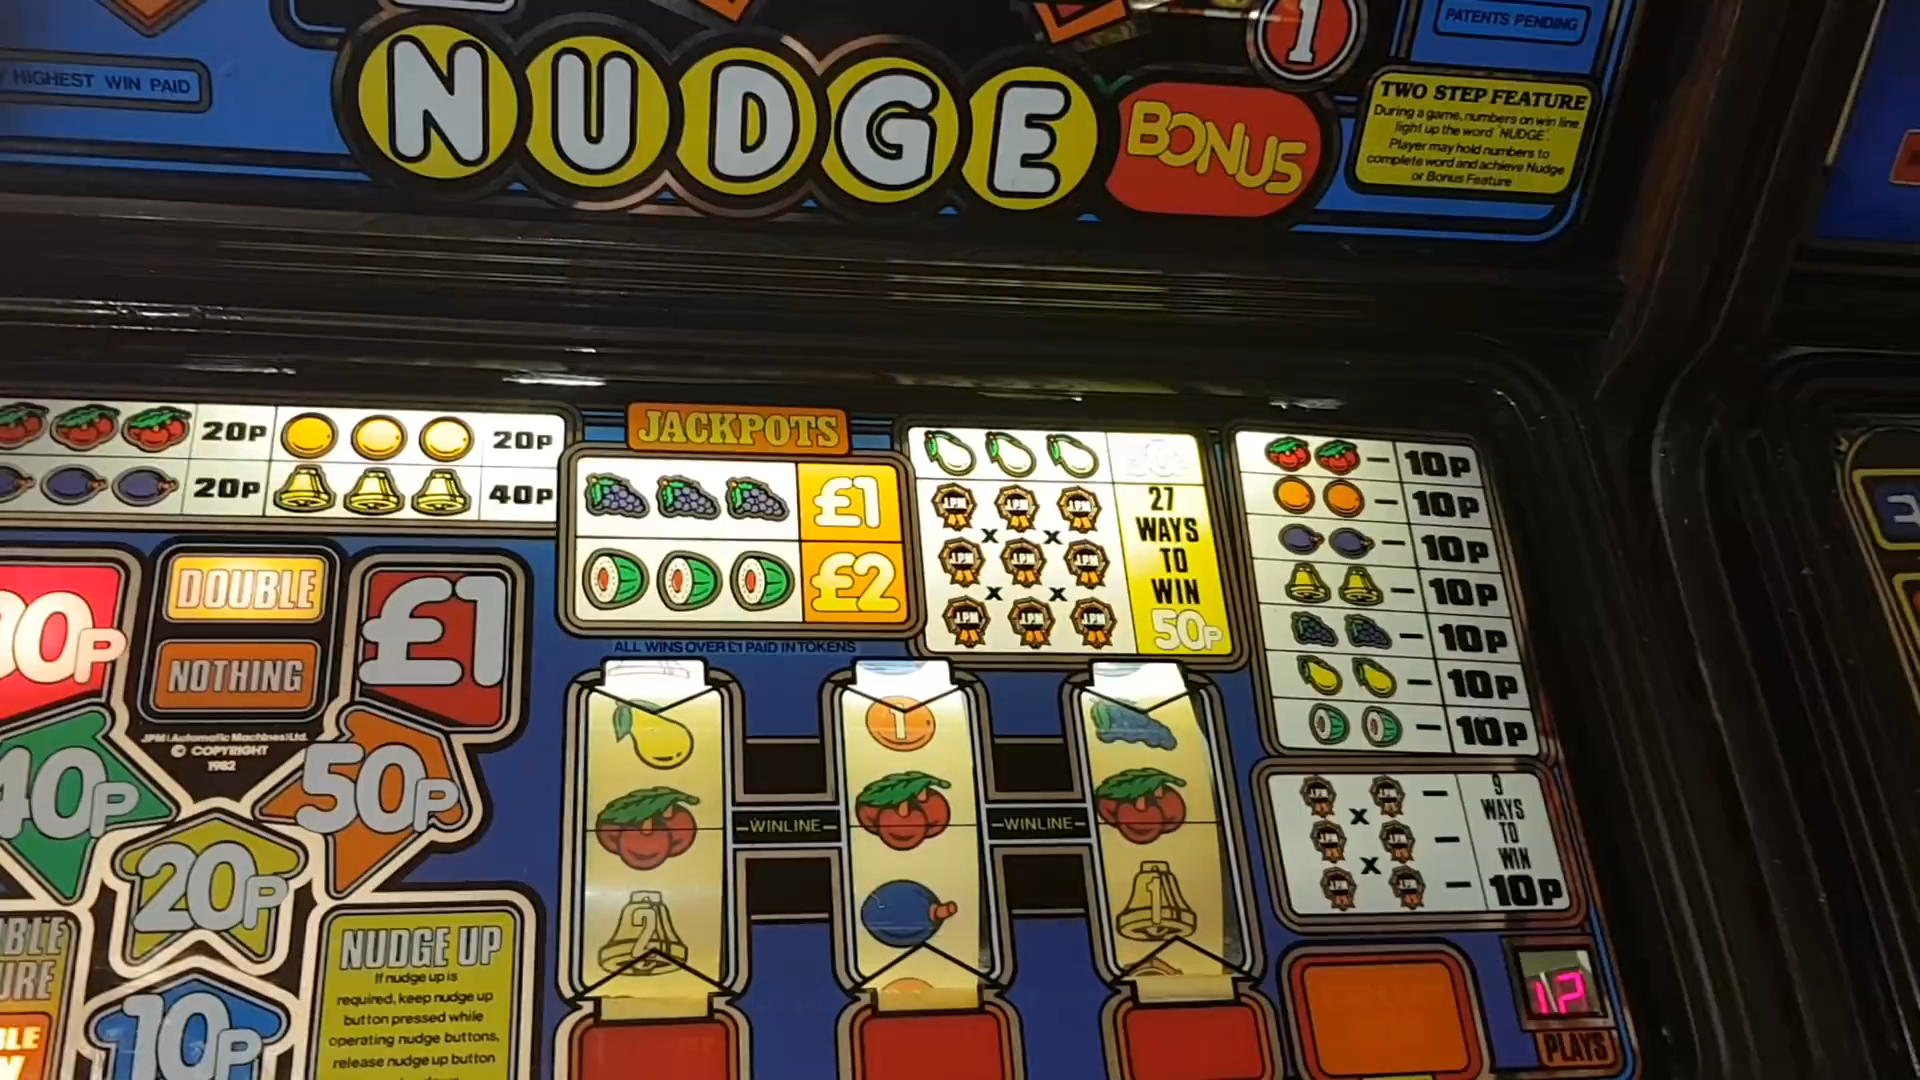 1
PATENTS PENDING
HIGHEST WIN PAID
NUDGE
BONUS
TWO STEP FEATURE
During a game, numbers on win line
light up the word 'NUDGE'.
Player may hold numbers to
complete word and achieve Nudge
or Bonus Feature
20P
20P
20P
40P
JACKPOTS
£1
£2
ALL WINS OVER £1 PAID IN TOKENS
50P
27
WAYS
TO
WIN
50P
J.P.M J.P.M J.P.M
X X
J.P.M J.P.M J.P.M
X X
J.P.M J.P.M J.P.M
- 10P
- 10P
- 10P
- 10P
- 10P
- 10P
- 10P
J.P.M J.P.M -
X
J.P.M J.P.M -
X
J.P.M J.P.M -
9
WAYS
TO
WIN
10P
DOUBLE
NOTHING
£1
JPM (Automatic Machines) Ltd.
© COPYRIGHT
1982
40P
50P
20P
10P
NUDGE UP
If nudge up is
required, keep nudge up
button pressed while
operating nudge buttons,
release nudge up button
1
-WINLINE-
-WINLINE-
2
1
12
PLAYS